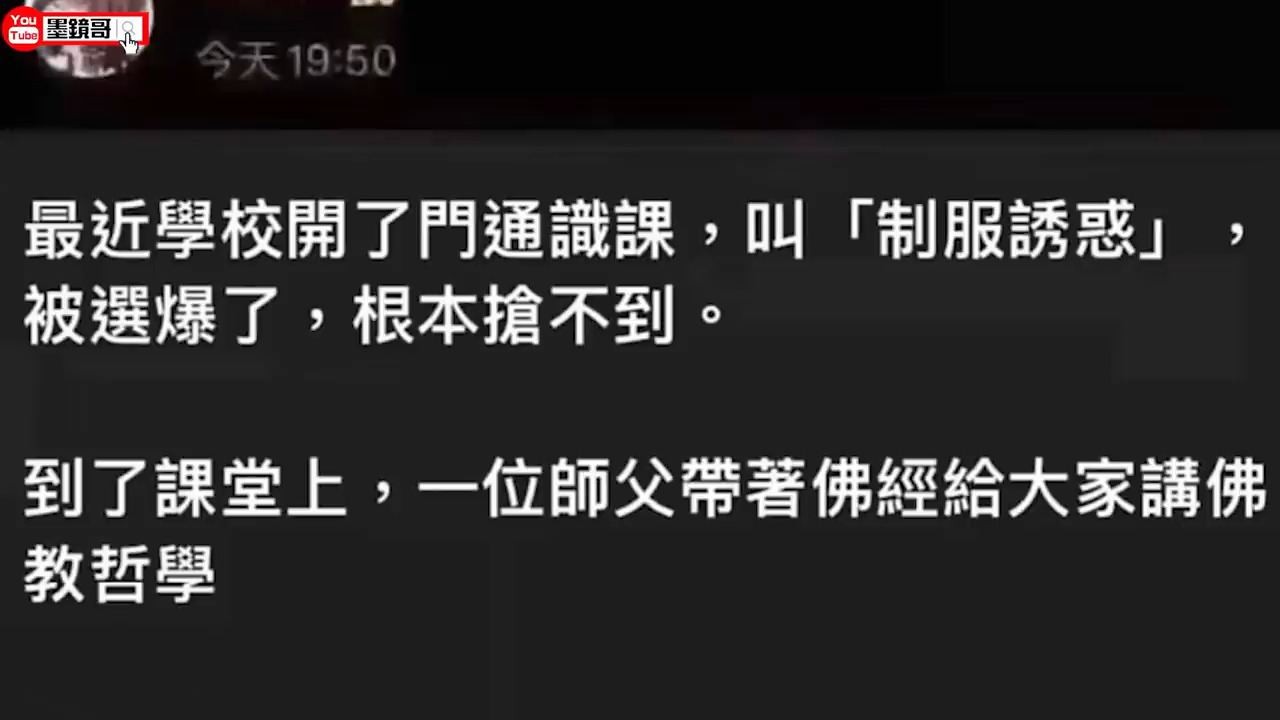 You
Tube
墨鏡哥
今天 19:50
最近學校開了門通識課，叫「制服誘惑」，
被選爆了，根本搶不到。
到了課堂上，一位師父帶著佛經給大家講佛
教哲學